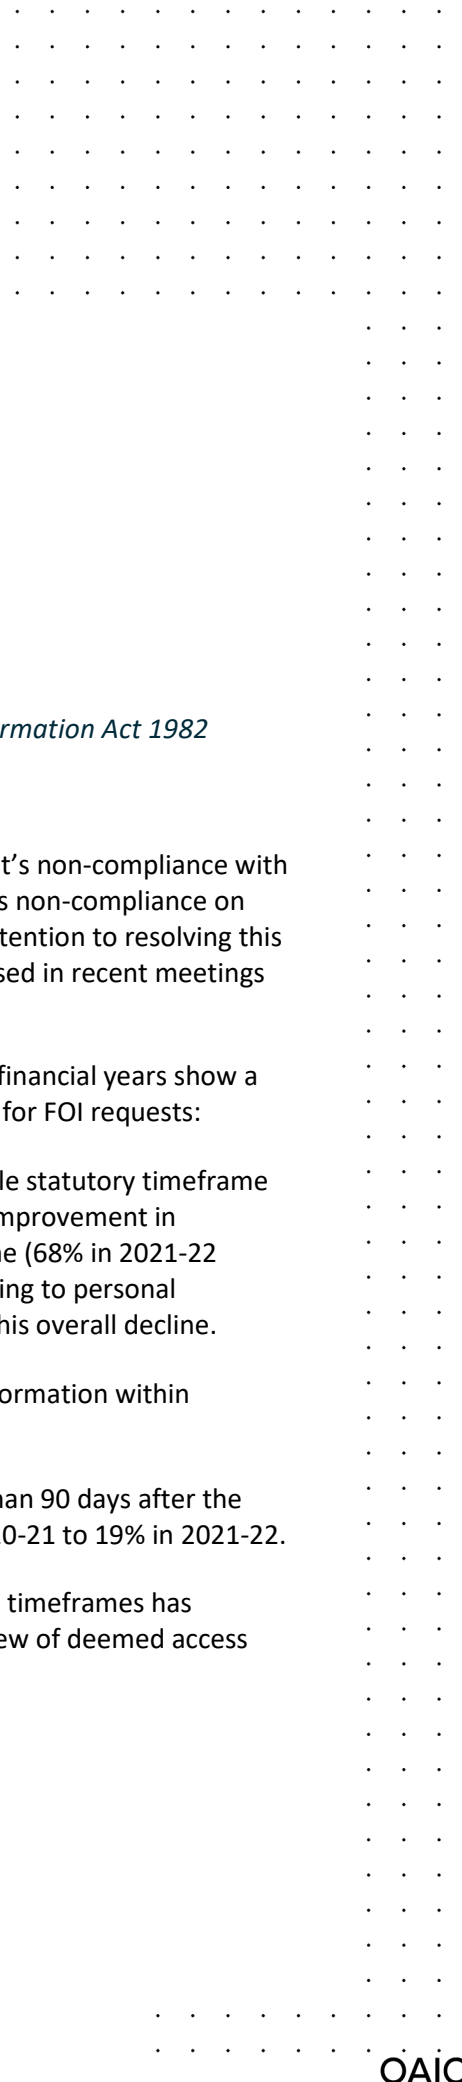 ormation Act 1982
t’s non-compliance with
s non-compliance on
tention to resolving this
sed in recent meetings
financial years show a
for FOI requests:
le statutory timeframe
mprovement in
e (68% in 2021-22
ing to personal
his overall decline.
ormation within
han 90 days after the
0-21 to 19% in 2021-22.
timeframes has
ew of deemed access
OAIC